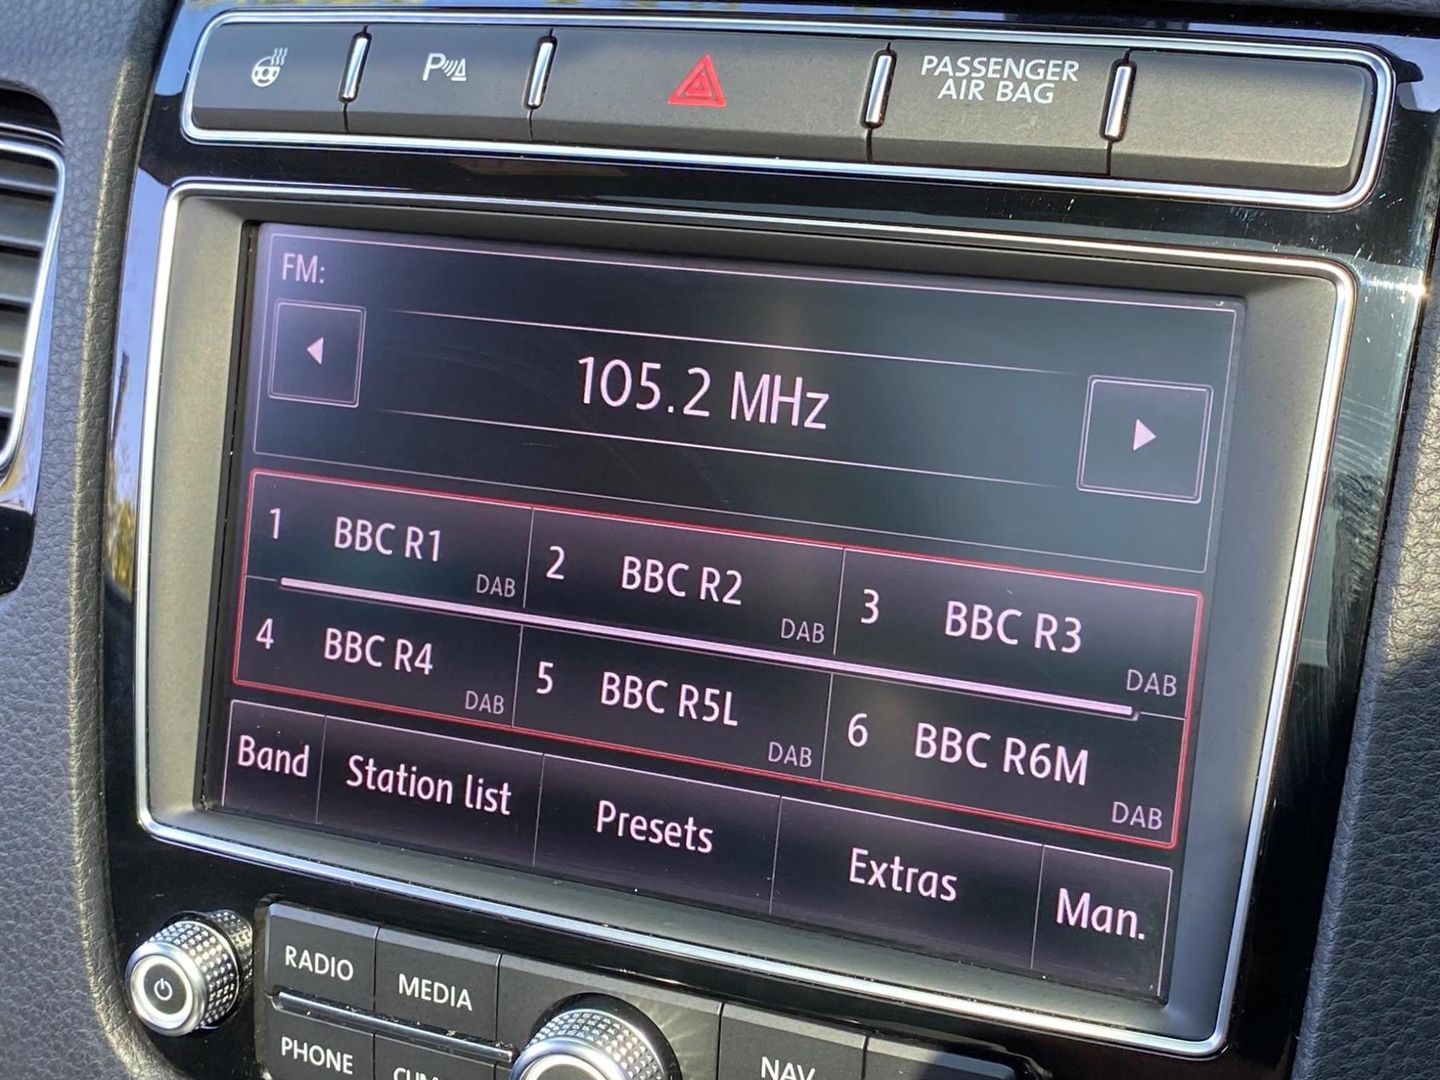 P
PASSENGER
AIR BAG
FM:
105.2 MHz
1 BBC R1 DAB
2 BBC R2 DAB
3 BBC R3 DAB
4 BBC R4 DAB
5 BBC R5L DAB
6 BBC R6M DAB
Band Station list Presets Extras Man.
RADIO MEDIA
PHONE NAV